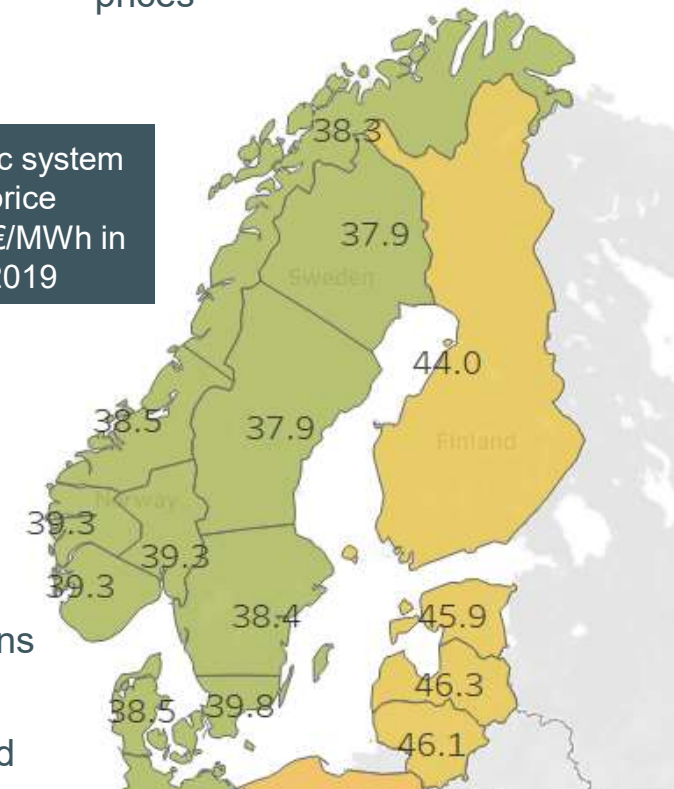 prices
c system
price
€/MWh in
2019
38.3
37.9
Sweden
44.0
38.5
37.9
Finland
Norway
39.3
39.3
39.3
38.4
45.9
ns
46.3
38.5
39.8
46.1
d